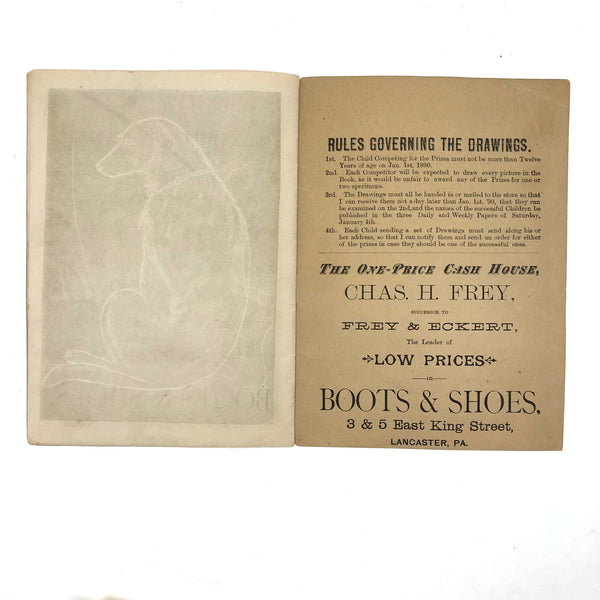 RULES GOVERNING THE DRAWINGS.
1st. The Child Competing for the Prizes must not be more than Twelve
Years of age on Jan. 1st. 1890.
2nd. Each Competitor will be expected to draw every picture in the
Book, as it would be unfair to award any of the Prizes for one or
two specimens.
3rd. The Drawings must all be handed in or mailed to the store so that
I can receive them not a day later than Jan. 1st. '90, that they can
be examined on the 2nd,and the names of the successful Children be
published in the three Daily and Weekly Papers of Saturday,
January 4th.
4th. Each Child sending a set of Drawings must send along his or
her address, so that I can notify them and send an order for either
of the prizes in case they should be one of the successful ones.
THE ONE-PRICE CASH HOUSE,
CHAS. H. FREY,
SUCCESSOR TO
FREY & ECKERT,
The Leader of
LOW PRICES
in
BOOTS & SHOES,
3 & 5 East King Street,
LANCASTER, PA.